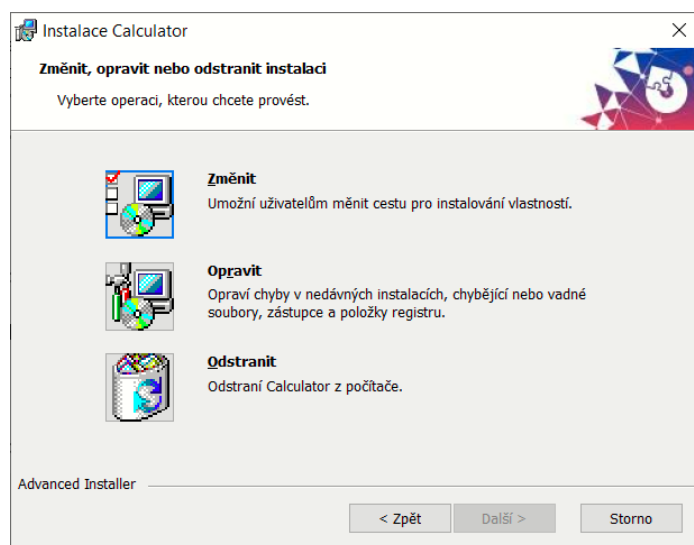 Instalace Calculator
Změnit, opravit nebo odstranit instalaci
Vyberte operaci, kterou chcete provést.
Změnit
Umožní uživatelům měnit cestu pro instalování vlastností.
Opravit
Opraví chyby v nedávných instalacích, chybějící nebo vadné
soubory, zástupce a položky registru.
Odstranit
Odstraní Calculator z počítače.
Advanced Installer
< Zpět
Další >
Storno